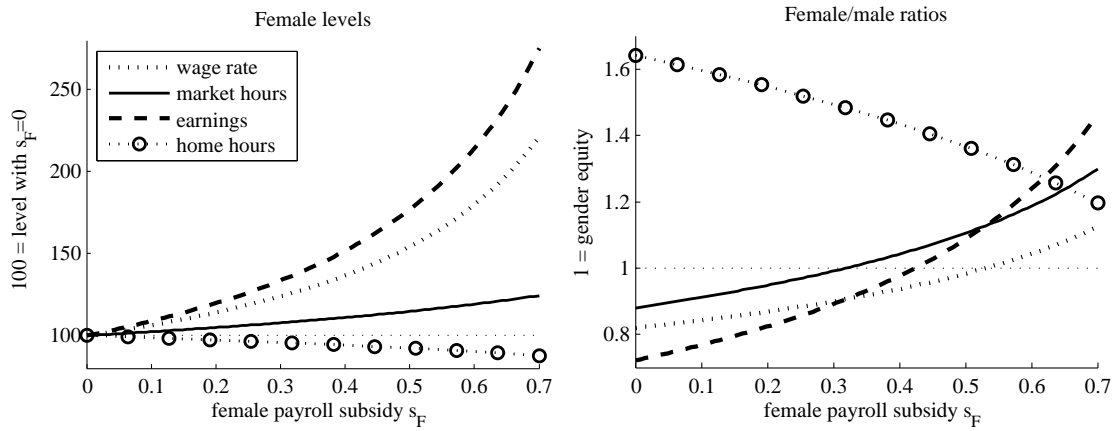 Female levels
100 = level with s_F=0
250
200
150
100
wage rate
market hours
earnings
home hours
0
0.1
0.2
0.3
0.4
0.5
0.6
0.7
female payroll subsidy s_F
Female/male ratios
1 = gender equity
1.6
1.4
1.2
1
0.8
0
0.1
0.2
0.3
0.4
0.5
0.6
0.7
female payroll subsidy s_F